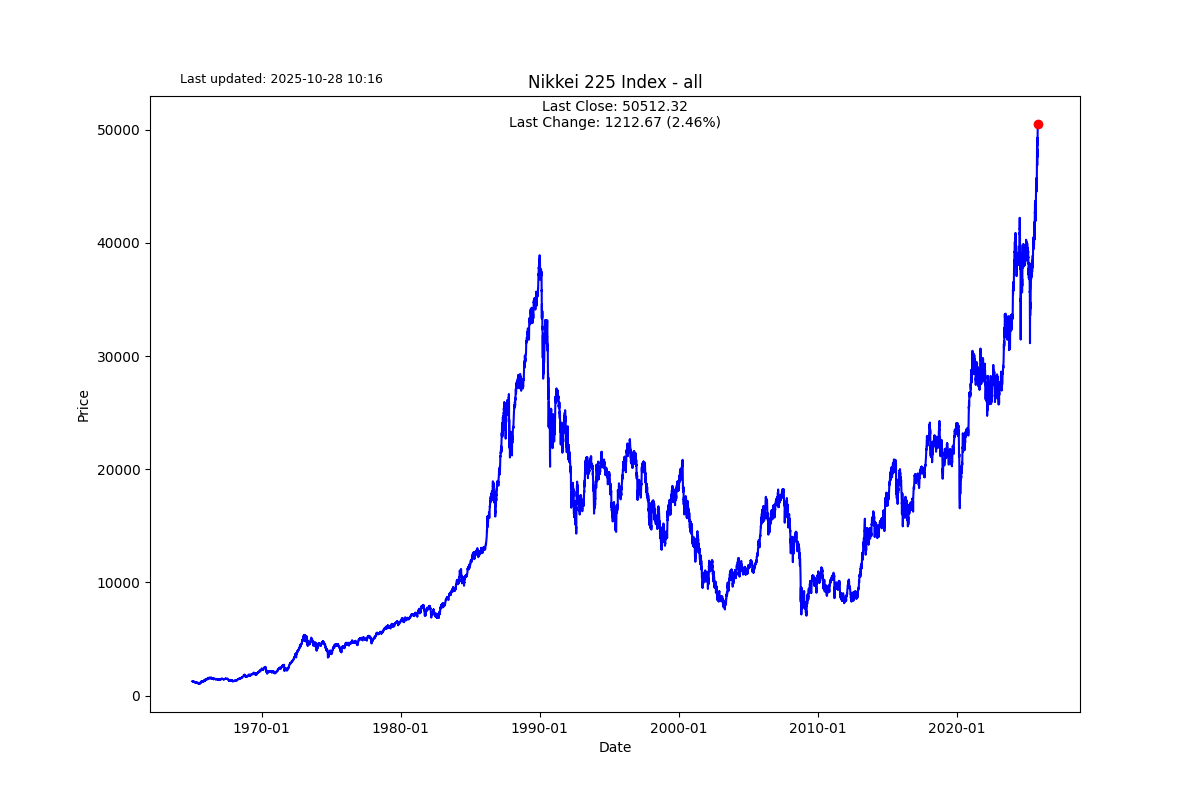 Last updated: 2025-10-28 10:16
Nikkei 225 Index - all
Last Close: 50512.32
Last Change: 1212.67 (2.46%)
50000
40000
30000
20000
10000
0
Price
1970-01
1980-01
1990-01
2000-01
2010-01
2020-01
Date